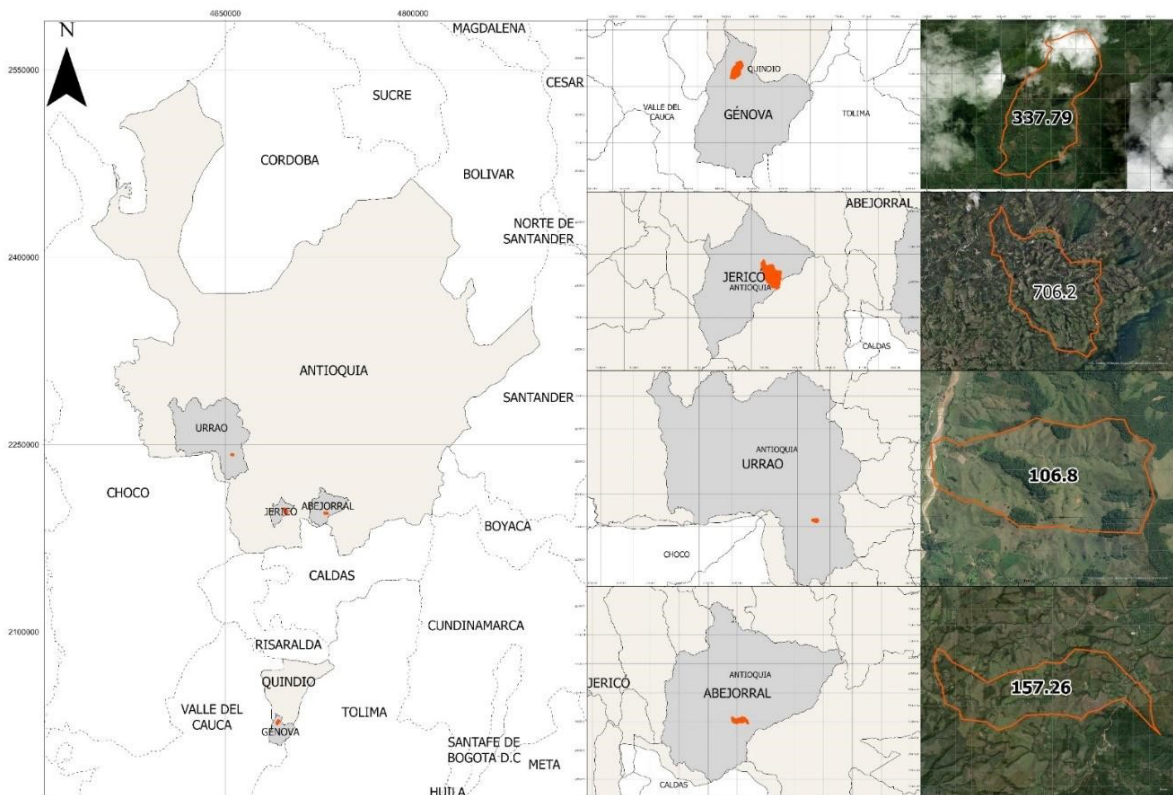 4650000
4800000
N
2550000
2400000
2250000
2100000
MAGDALENA
CESAR
SUCRE
CORDOBA
BOLIVAR
NORTE DE
SANTANDER
ANTIOQUIA
SANTANDER
URRAO
CHOCO
JERICÓ
ABEJORRAL
BOYACA
CALDAS
CUNDINAMARCA
RISARALDA
QUINDIO
VALLE DEL
CAUCA
TOLIMA
GÉNOVA
SANTAFE DE
BOGOTA D.C
META
HUILA
QUINDIO
VALLE DEL
CAUCA
GÉNOVA
TOLIMA
337.79
ABEJORRAL
JERICÓ
ANTIOQUIA
CALDAS
706.2
ANTIOQUIA
URRAO
CHOCO
106.8
ANTIOQUIA
JERICÓ
ABEJORRAL
CALDAS
157.26